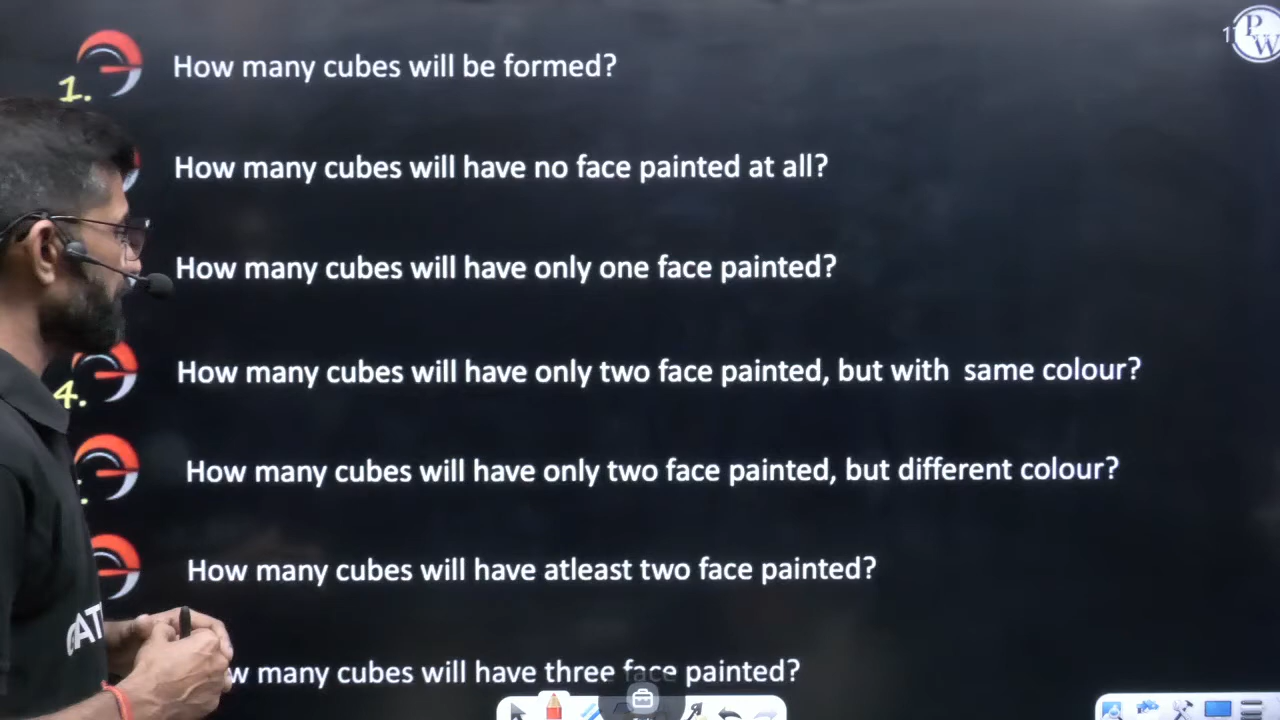 1.
How many cubes will be formed?
PW
How many cubes will have no face painted at all?
How many cubes will have only one face painted?
4.
How many cubes will have only two face painted, but with same colour?
How many cubes will have only two face painted, but different colour?
How many cubes will have atleast two face painted?
many cubes will have three face painted?